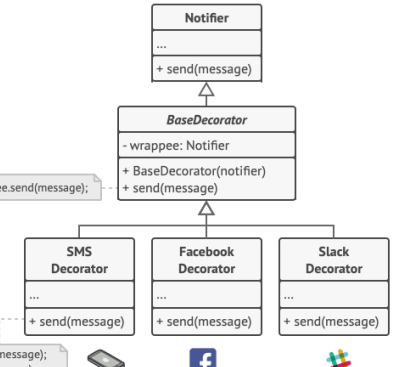 Notifier
...
+ send(message)
BaseDecorator
- wrappee: Notifier
+ BaseDecorator(notifier)
+ send(message)
ee.send(message);
SMS
Decorator
...
+ send(message)
Facebook
Decorator
...
+ send(message)
Slack
Decorator
...
+ send(message)
message);